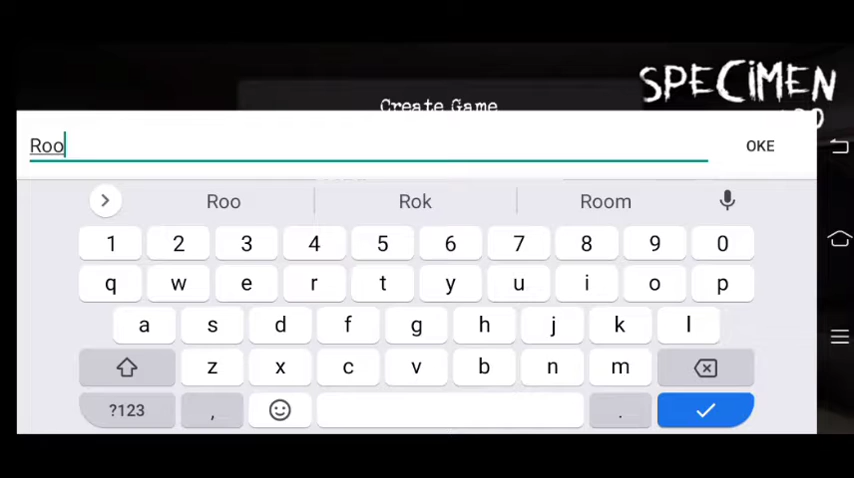 SPECIMEN
Create Game
Roo
OKE
Roo Rok Room
1 2 3 4 5 6 7 8 9 0
q w e r t y u i o p
a s d f g h j k l
z x c v b n m
?123 , .